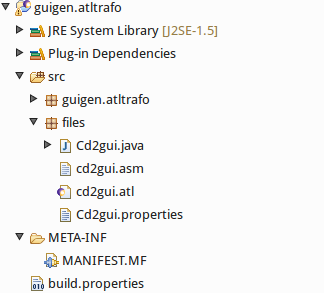 guigen.atltrafo
JRE System Library [J2SE-1.5]
Plug-in Dependencies
src
guigen.atltrafo
files
Cd2gui.java
cd2gui.asm
cd2gui.atl
Cd2gui.properties
META-INF
MANIFEST.MF
build.properties